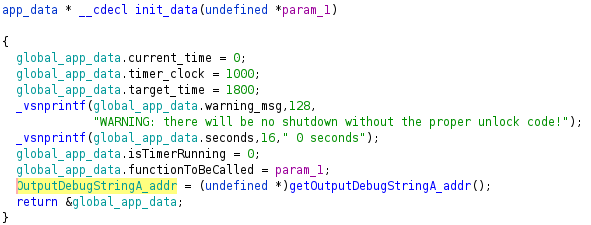 app_data * __cdecl init_data(undefined *param_1)
{
global_app_data.current_time = 0;
global_app_data.timer_clock = 1000;
global_app_data.target_time = 1800;
_vsnprintf(global_app_data.warning_msg,128,
"WARNING: there will be no shutdown without the proper unlock code!");
_vsnprintf(global_app_data.seconds,16," 0 seconds");
global_app_data.isTimerRunning = 0;
global_app_data.functionToBeCalled = param_1;
OutputDebugStringA_addr = (undefined *)getOutputDebugStringA_addr();
return &global_app_data;
}